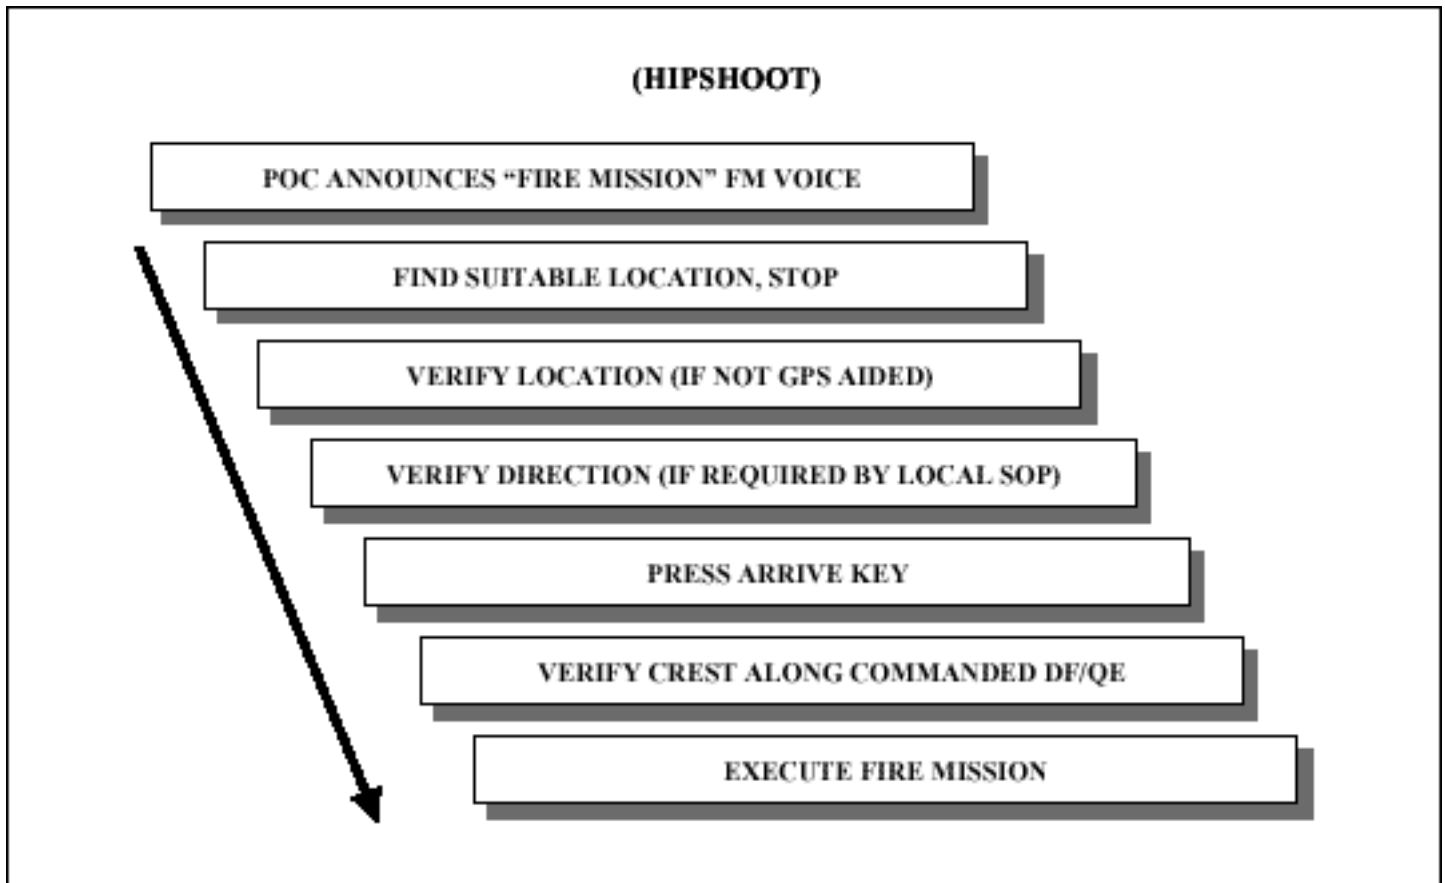 (HIPSHOOT)
POC ANNOUNCES “FIRE MISSION” FM VOICE
FIND SUITABLE LOCATION, STOP
VERIFY LOCATION (IF NOT GPS AIDED)
VERIFY DIRECTION (IF REQUIRED BY LOCAL SOP)
PRESS ARRIVE KEY
VERIFY CREST ALONG COMMANDED DF/QE
EXECUTE FIRE MISSION